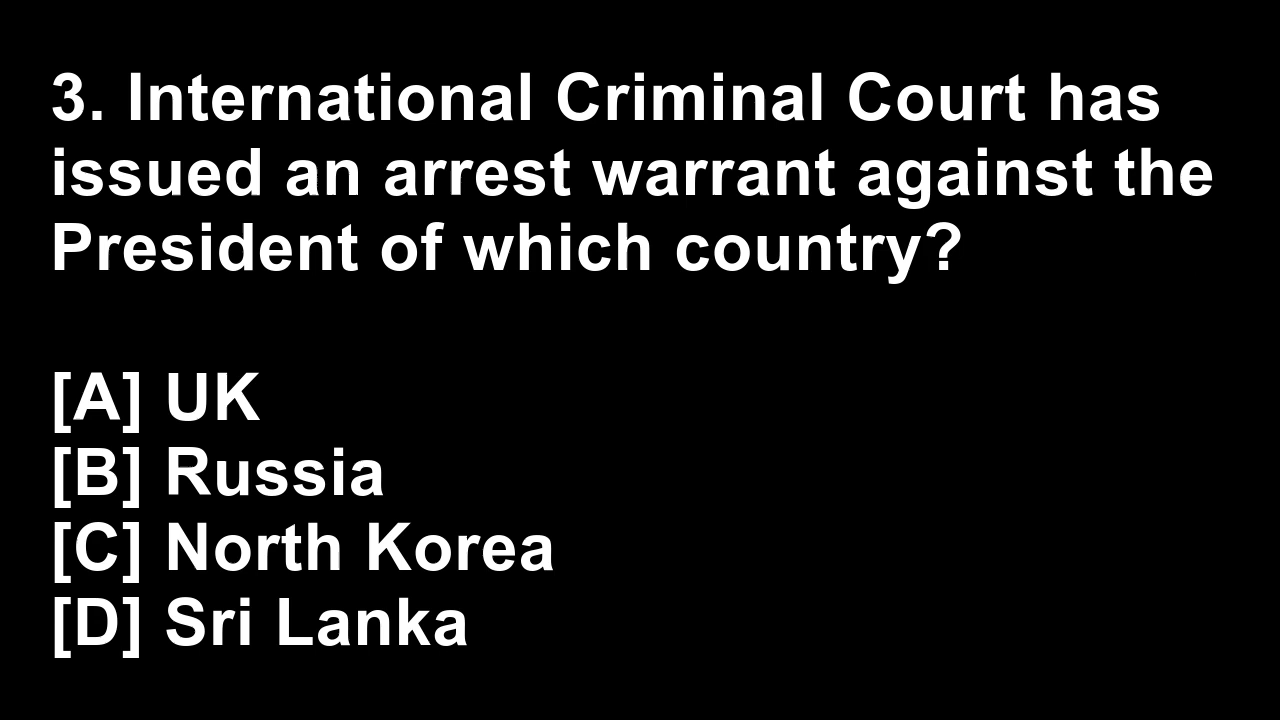 3. International Criminal Court has
issued an arrest warrant against the
President of which country?
[A] UK
[B] Russia
[C] North Korea
[D] Sri Lanka